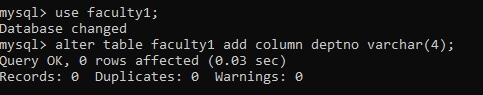 mysql> use faculty1;
Database changed
mysql> alter table faculty1 add column deptno varchar(4);
Query OK, 0 rows affected (0.03 sec)
Records: 0  Duplicates: 0  Warnings: 0